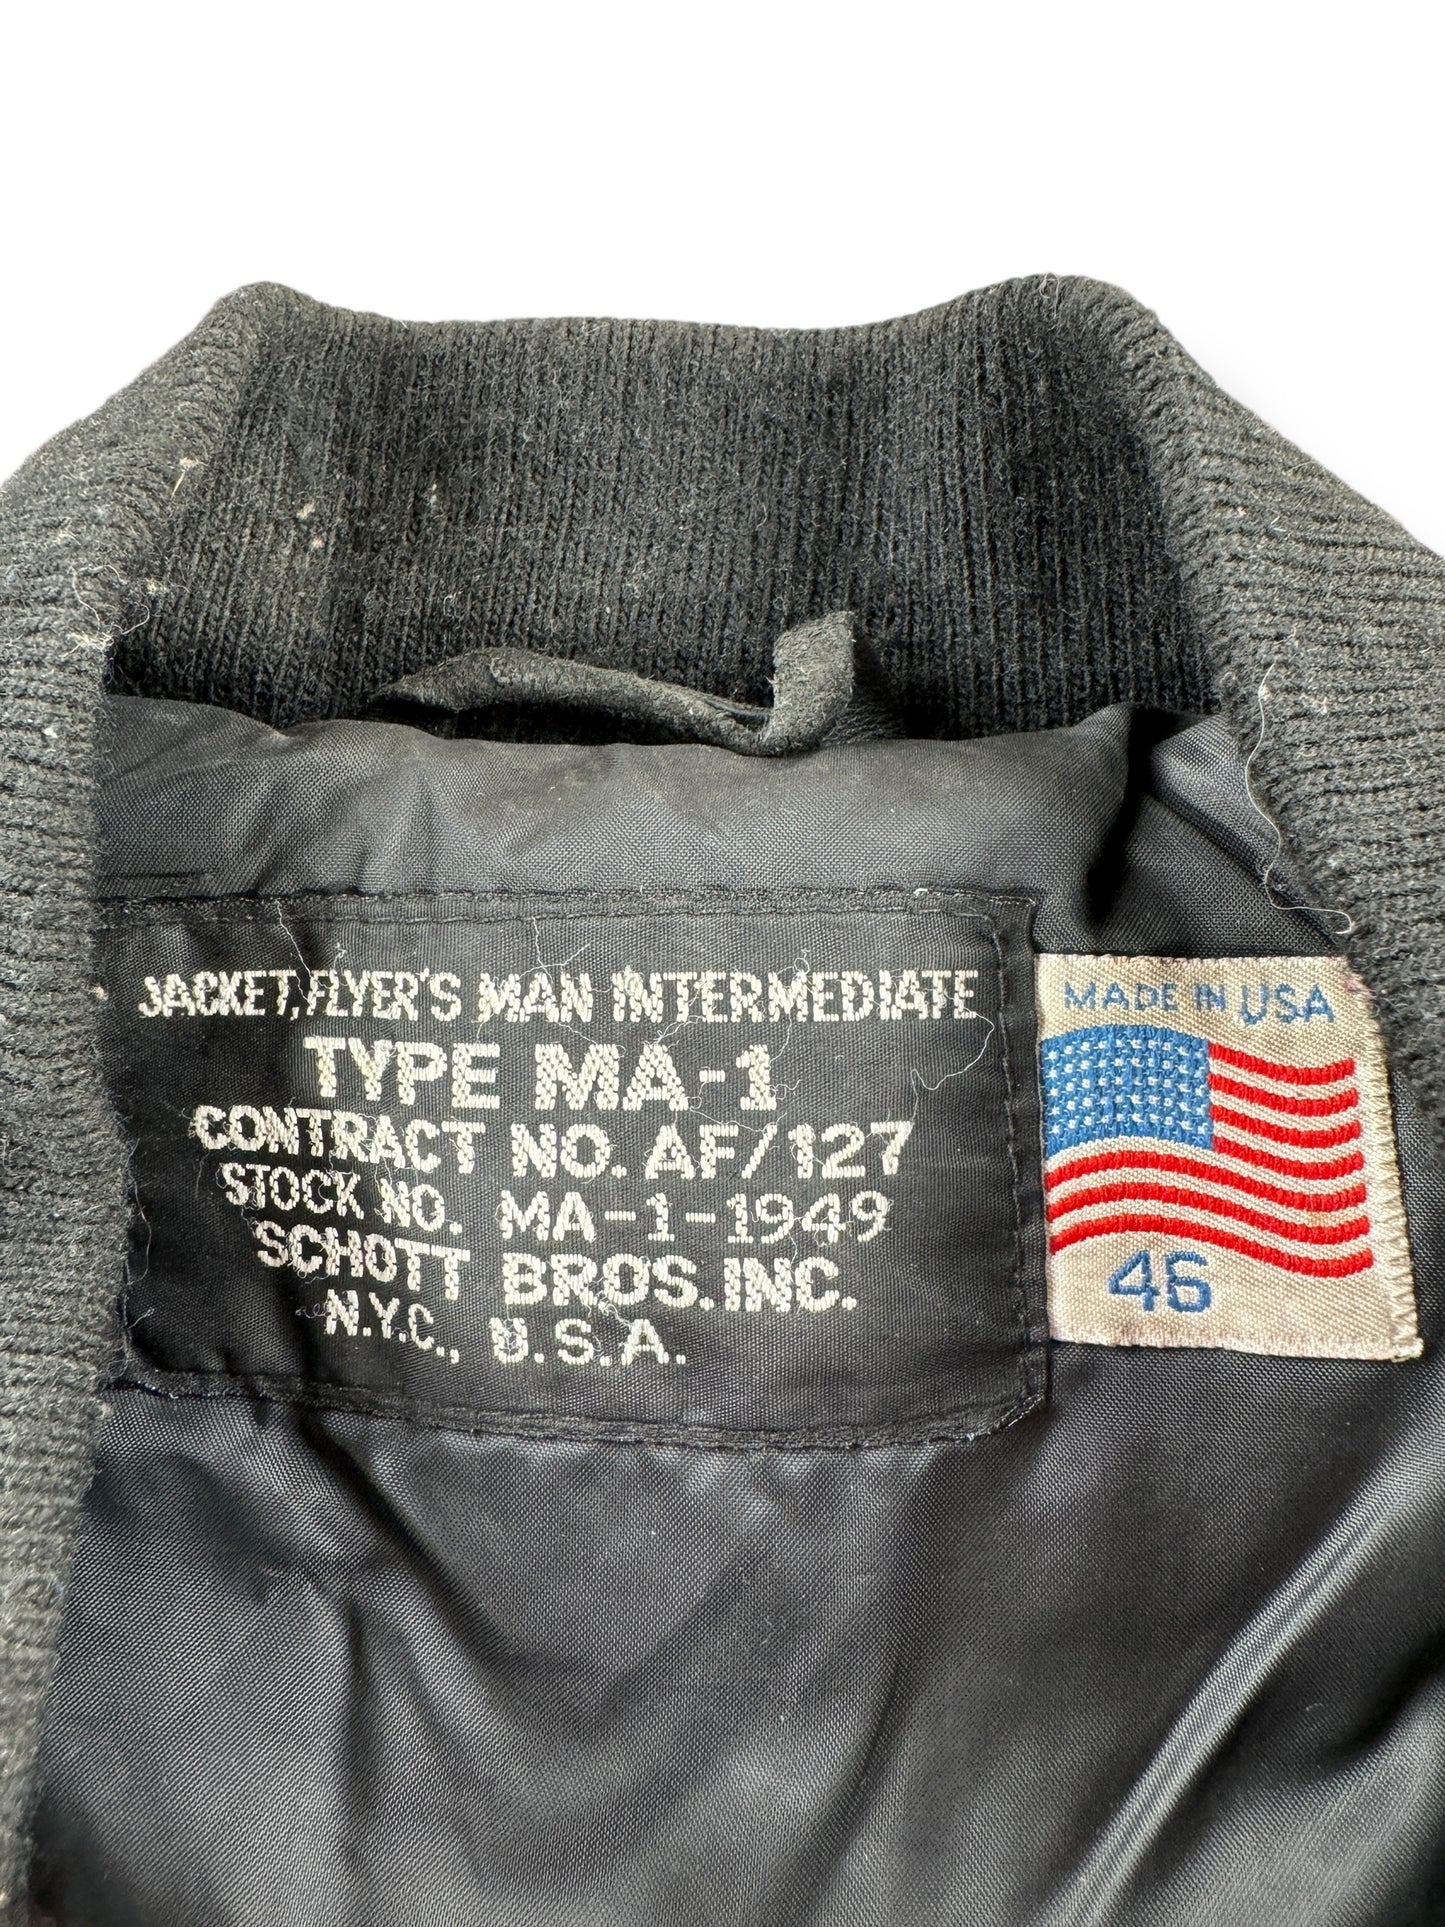 JACKET, FLYER'S MAN INTERMEDIATE
TYPE MA-1
CONTRACT NO. AF/127
STOCK NO. MA-1-1949
SCHOTT BROS. INC.
N.Y.C., U.S.A.
MADE IN USA
46